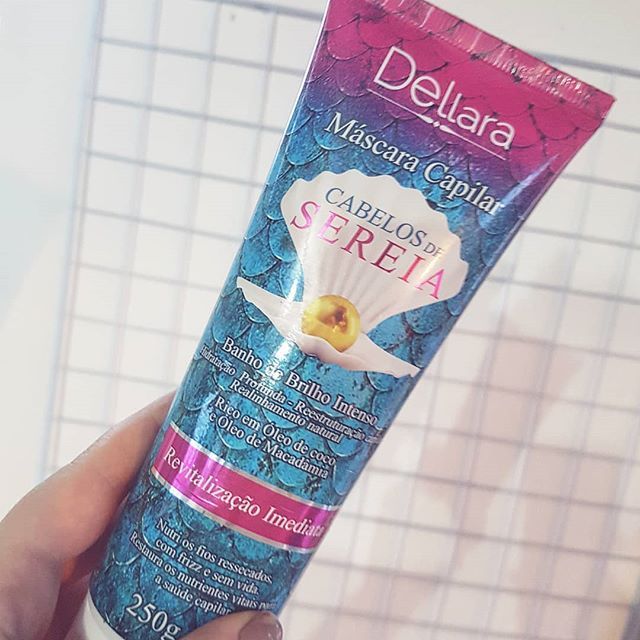 Dellara
Máscara Capilar
CABELOS DE
SEREIA
Banho de Brilho Intenso
Hidratação Profunda - Reestruturação
Realinhamento natural
Rico em Óleo de coco
e Óleo de Macadâmia
Revitalização Imediata
Nutri os fios ressecados,
com frizz e sem vida.
Restaura os nutrientes vitais para
a saúde capilar
250g